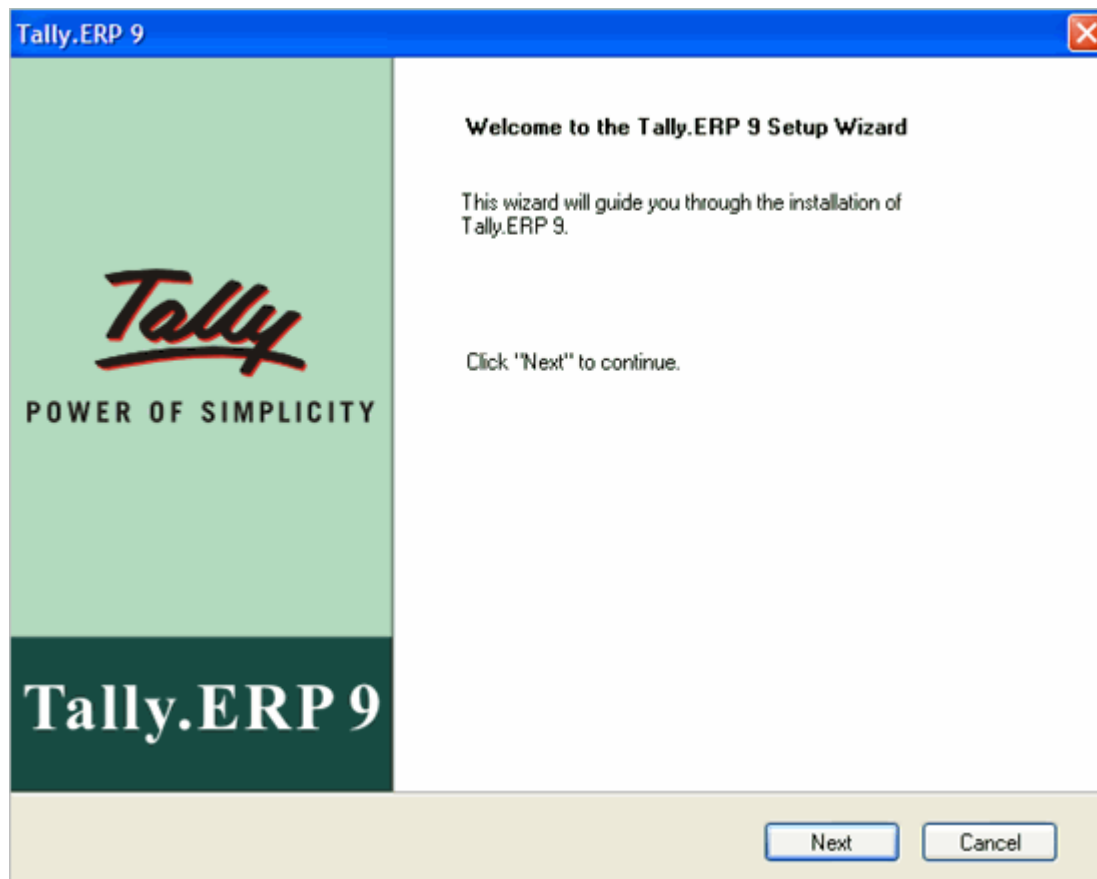 Tally.ERP 9
Welcome to the Tally.ERP 9 Setup Wizard
This wizard will guide you through the installation of
Tally.ERP 9.
Click "Next" to continue.
Tally
POWER OF SIMPLICITY
Tally.ERP 9
Next
Cancel